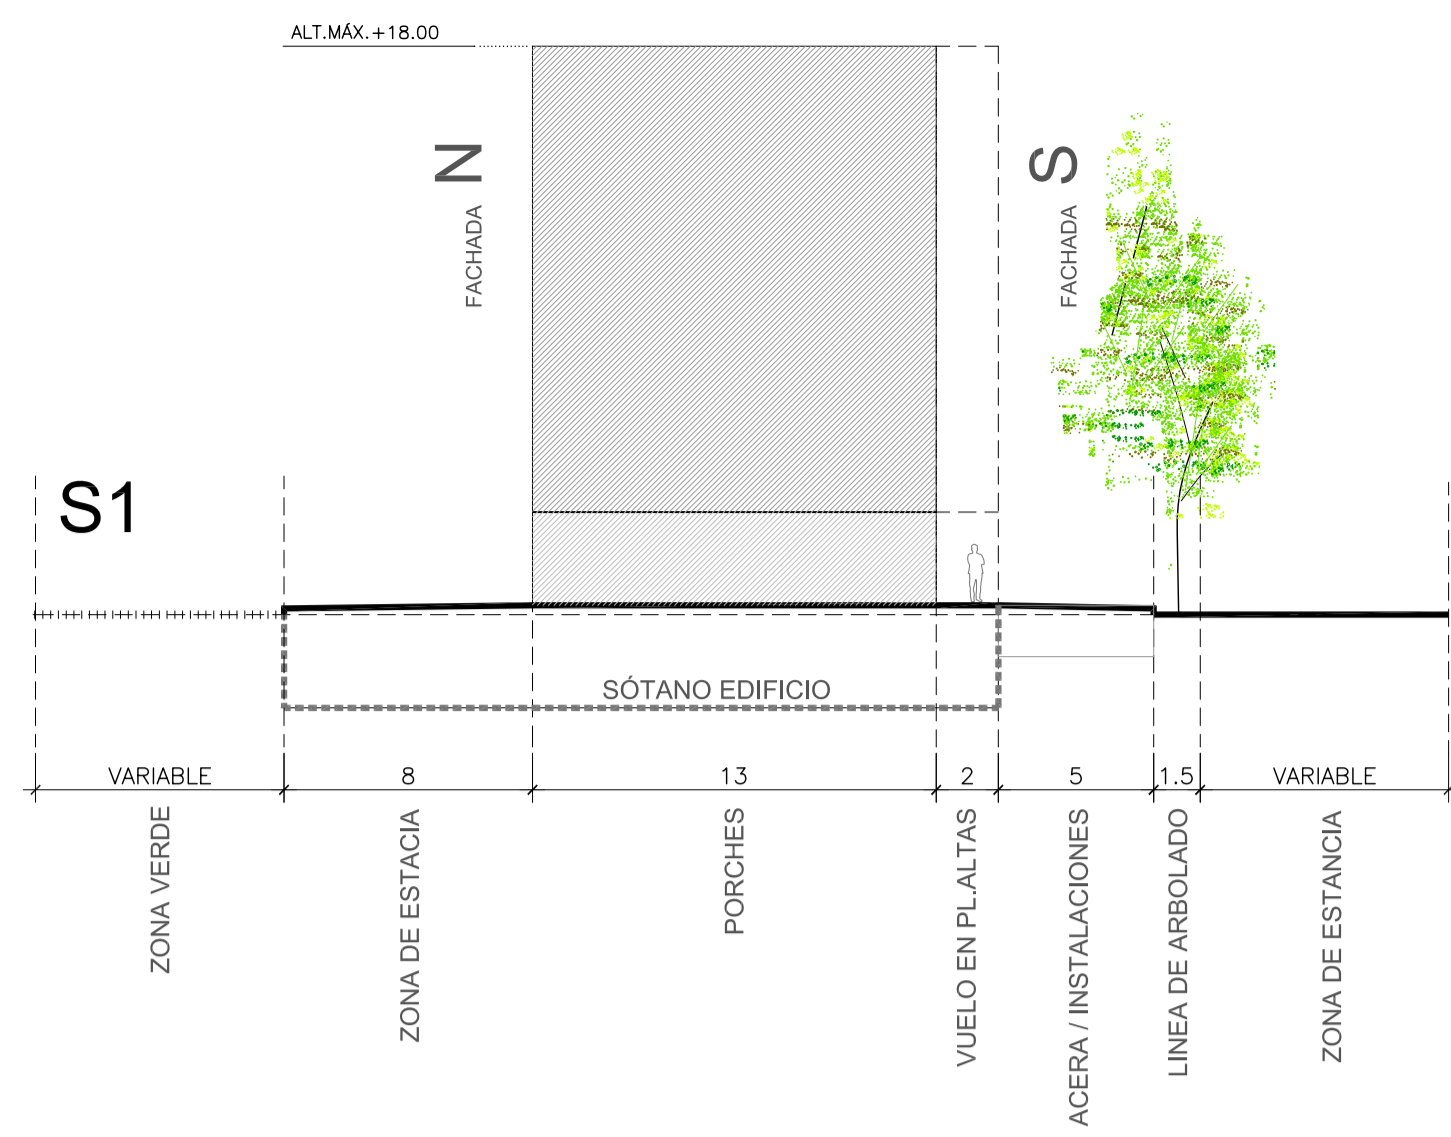 ALT.MÁX.+18.00
FACHADA N
FACHADA S
S1
SÓTANO EDIFICIO
VARIABLE
8
13
2
5
1.5
VARIABLE
ZONA VERDE
ZONA DE ESTACIA
PORCHES
VUELO EN PL.ALTAS
ACERA / INSTALACIONES
LINEA DE ARBOLADO
ZONA DE ESTANCIA